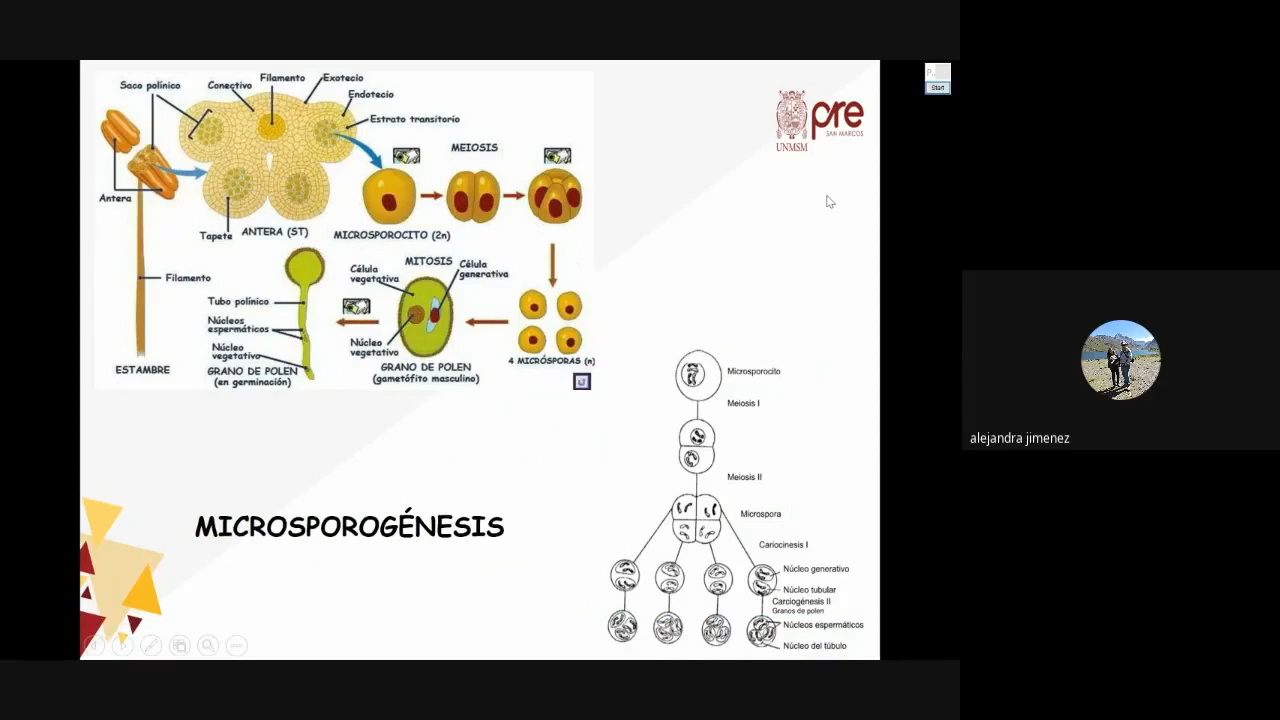 Saco polínico
Conectivo
Filamento
Exotecio
Endotecio
Estrato transitorio
MEIOSIS
Antera
Tapete
ANTERA (ST)
MICROSPOROCITO (2n)
Filamento
Tubo polínico
Núcleos
espermáticos
Núcleo
vegetativo
GRANO DE POLEN
(en germinación)
ESTAMBRE
Célula
vegetativa
MITOSIS
Célula
generativa
Núcleo
vegetativo
GRANO DE POLEN
(gametófito masculino)
4 MICRÓSPORAS (n)
UNMSM
pre
SAN MARCOS
P..
Start
Microsporocito
Meiosis I
Meiosis II
Microspora
Cariocinesis I
Núcleo generativo
Núcleo tubular
Carciogénesis II
Granos de polen
Núcleos espermáticos
Núcleo del túbulo
MICROSPOROGÉNESIS
alejandra jimenez